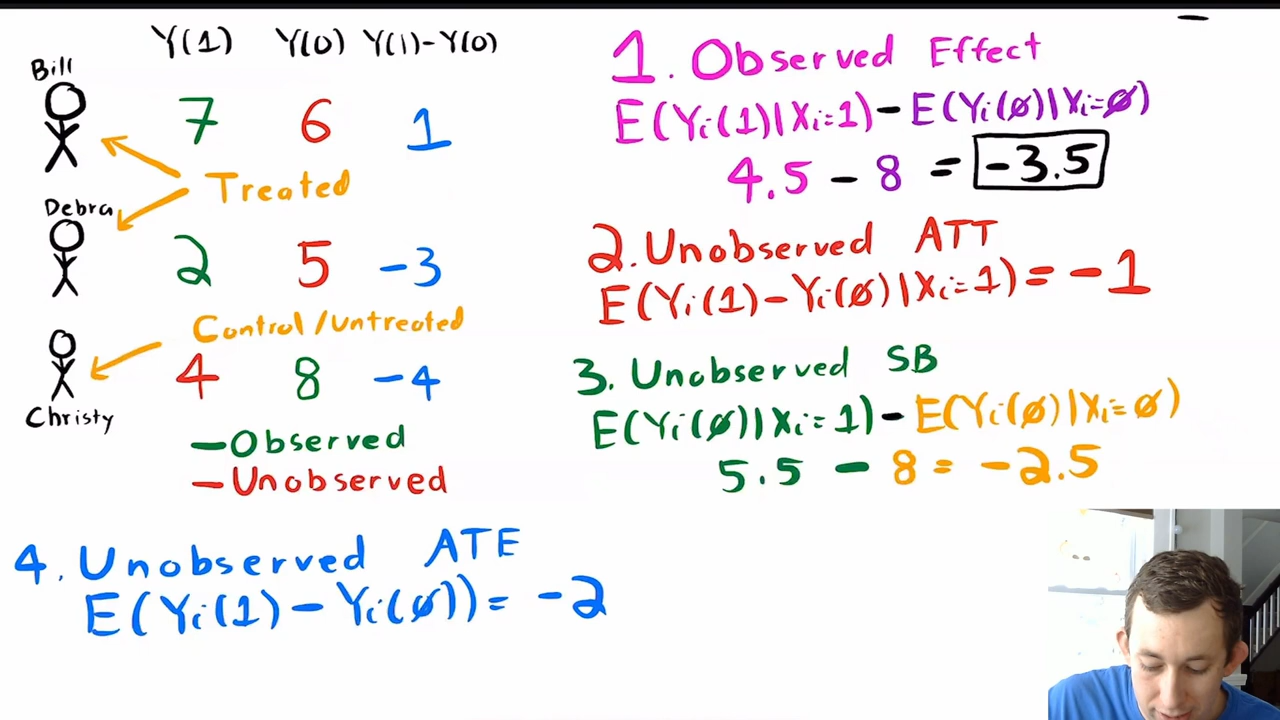 Y(1) Y(0) Y(1)-Y(0)
Bill
7 6 1
Treated
Debra
2 5 -3
Control/Untreated
4 8 -4
Christy
-Observed
-Unobserved
1. Observed Effect
E(Yi(1)|Xi=1)-E(Yi(0)|Xi=0)
4.5 - 8 = -3.5
2. Unobserved ATT
E(Yi(1)-Yi(0)|Xi=1)=-1
3. Unobserved SB
E(Yi(0)|Xi=1)-E(Yi(0)|Xi=0)
5.5 - 8 = -2.5
4. Unobserved ATE
E(Yi(1)-Yi(0))=-2